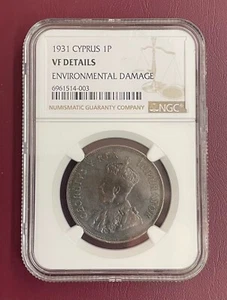 1931 CYPRUS 1P
VF DETAILS
ENVIRONMENTAL DAMAGE
6961514-003
NUMISMATIC GUARANTY COMPANY
NGC